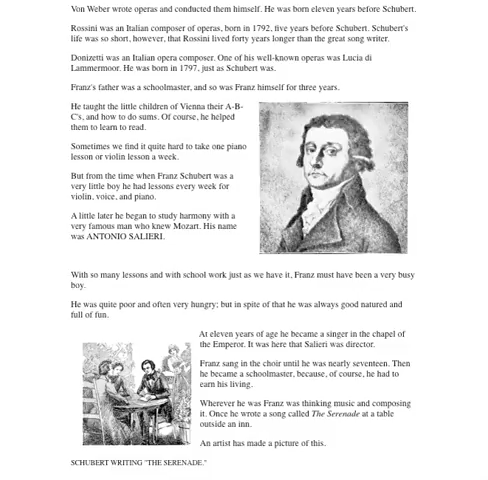 Von Weber wrote operas and conducted them himself. He was born eleven years before Schubert.
Rossini was an Italian composer of operas, born in 1792, five years before Schubert. Schubert's
life was so short, however, that Rossini lived forty years longer than the great song writer.
Donizetti was an Italian opera composer. One of his well-known operas was Lucia di
Lammermoor. He was born in 1797, just as Schubert was.
Franz's father was a schoolmaster, and so was Franz himself for three years.
He taught the little children of Vienna their A-B-
C's, and how to do sums. Of course, he helped
them to learn to read.
Sometimes we find it quite hard to take one piano
lesson or violin lesson a week.
But from the time when Franz Schubert was a
very little boy he had lessons every week for
violin, voice, and piano.
A little later he began to study harmony with a
very famous man who knew Mozart. His name
was ANTONIO SALIERI.
With so many lessons and with school work just as we have it, Franz must have been a very busy
boy.
He was quite poor and often very hungry; but in spite of that he was always good natured and
full of fun.
At eleven years of age he became a singer in the chapel of
the Emperor. It was here that Salieri was director.
Franz sang in the choir until he was nearly seventeen. Then
he became a schoolmaster, because, of course, he had to
earn his living.
Wherever he was Franz was thinking music and composing
it. Once he wrote a song called The Serenade at a table
outside an inn.
An artist has made a picture of this.
SCHUBERT WRITING "THE SERENADE."